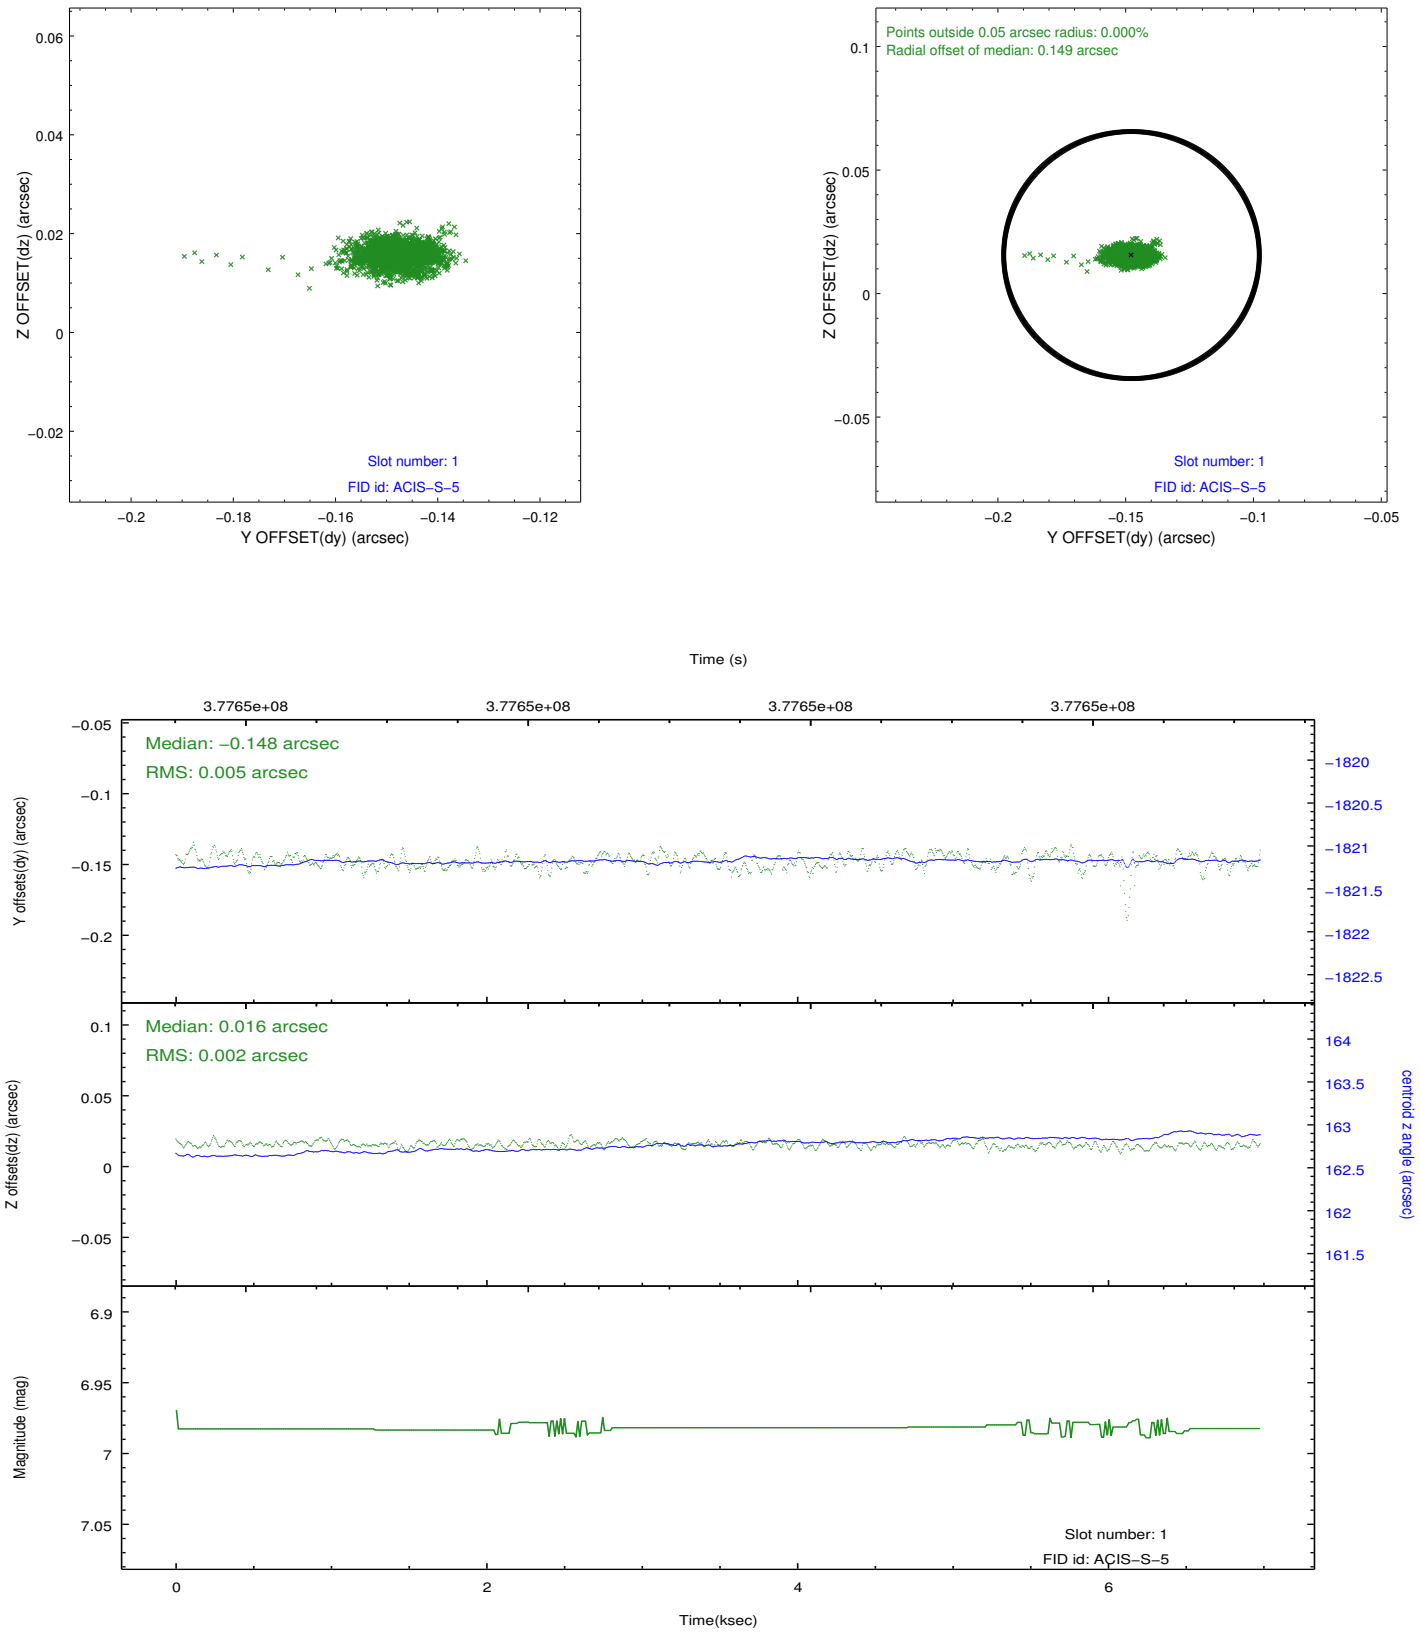 0.06
0.04
0.02
0
−0.02
Z OFFSET(dz) (arcsec)
Slot number: 1
FID id: ACIS−S−5
−0.2 −0.18 −0.16 −0.14 −0.12
Y OFFSET(dy) (arcsec)
Points outside 0.05 arcsec radius: 0.000%
Radial offset of median: 0.149 arcsec
0.1
0.05
0
−0.05
Z OFFSET(dz) (arcsec)
Slot number: 1
FID id: ACIS−S−5
−0.2 −0.15 −0.1 −0.05
Y OFFSET(dy) (arcsec)
Time (s)
3.7765e+08 3.7765e+08 3.7765e+08 3.7765e+08
Median: −0.148 arcsec
RMS: 0.005 arcsec
−0.05
−0.1
−0.15
−0.2
Y offsets(dy) (arcsec)
−1820
−1820.5
−1821
−1821.5
−1822
−1822.5
Median: 0.016 arcsec
RMS: 0.002 arcsec
0.1
0.05
0
−0.05
Z offsets(dz) (arcsec)
164
163.5
163
162.5
162
161.5
centroid z angle (arcsec)
6.9
6.95
7
7.05
Magnitude (mag)
Slot number: 1
FID id: ACIS−S−5
0 2 4 6
Time(ksec)